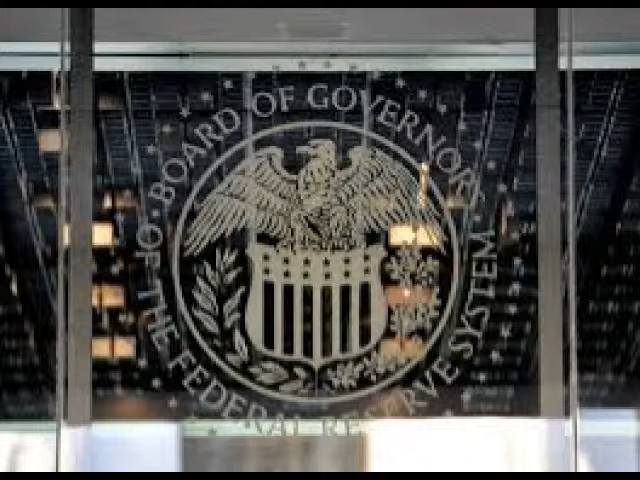 BOARD OF GOVERNORS
OF THE FEDERAL RESERVE SYSTEM